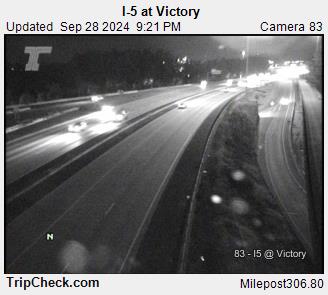 I-5 at Victory
Updated Sep 28 2024 9:21 PM Camera 83
T
N
83 - I5 @ Victory
TripCheck.com Milepost306.80